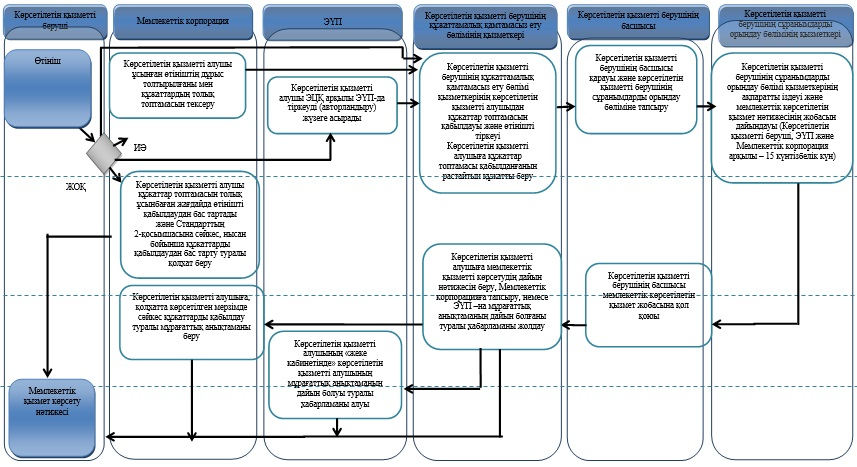 Көрсетілетін қызметті
беруші
Мемлекеттік корпорация
ЭҮП
Көрсетілетін қызметті берушінің
құжаттамалық қамтамасыз ету
бөлімінің қызметкері
Көрсетілетін қызметті берушінің
басшысы
Көрсетілетін қызметті
берушінің сұранымдарды
орындау бөлімінің қызметкері
Өтініш
ИӘ
ЖОҚ
Көрсетілетін қызметті алушы
ұсынған өтініштің дұрыс
толтырылғаны мен
құжаттардың толық
топтамасын тексеру
Көрсетілетін қызметті
алушы ЭЦҚ арқылы ЭҮП-да
тіркеуді (авторландыру)
жүзеге асырады
Көрсетілетін қызметті
берушінің құжаттамалық
қамтамасыз ету бөлімі
қызметкерінің көрсетілетін
қызметті алушыдан
құжаттар топтамасын
қабылдауы және өтінішті
тіркеуі
Көрсетілетін қызметті
алушыға құжаттар
топтамасы қабылданғанын
растайтын құжатты беру
Көрсетілетін қызметті
берушінің басшысы
қарауы және көрсетілетін
қызметті берушінің
сұранымдарды орындау
бөліміне тапсыру
Көрсетілетін қызметті
берушінің сұранымдарды
орындау бөлімі қызметкерінің
ақпаратты іздеуі және
мемлекеттік көрсетілетін
қызмет нәтижесінін жобасын
дайындауы (Көрсетілетін
қызметті беруші, ЭҮП және
Мемлекеттік корпорация
арқылы – 15 күнтізбелік күн)
Көрсетілетін қызметті алушы
құжаттар топтамасын толық
ұсынбаған жағдайда өтінішті
қабылдаудан бас тартады
және Стандарттың
2-қосымшасына сәйкес, нысан
бойынша құжаттарды
қабылдаудан бас тарту туралы
қолхат беру
Көрсетілетін қызметті
алушыға мемлекеттік
қызметті көрсетудің дайын
нәтижесін беру, Мемлекеттік
корпорацияға тапсыру, немесе
ЭҮП –на мұрағаттық
анықтаманың дайын болғаны
туралы хабарламаны жолдау
Көрсетілетін қызметті
берушінің басшысы
мемлекеттік көрсетілетін
қызмет жобасына қол
қоюы
Көрсетілетін қызметті алушыға,
қолхатта көрсетілген мерзімде
сәйкес құжаттарды қабылдау
туралы мұрағаттық анықтаманы
беру
Көрсетілетін қызметті
алушының «жеке
кабинетінде» көрсетілетін
қызметті алушының
мұрағаттық анықтаманың
дайын болуы туралы
хабарламаны алуы
Мемлекеттік
қызмет көрсету
нәтижесі